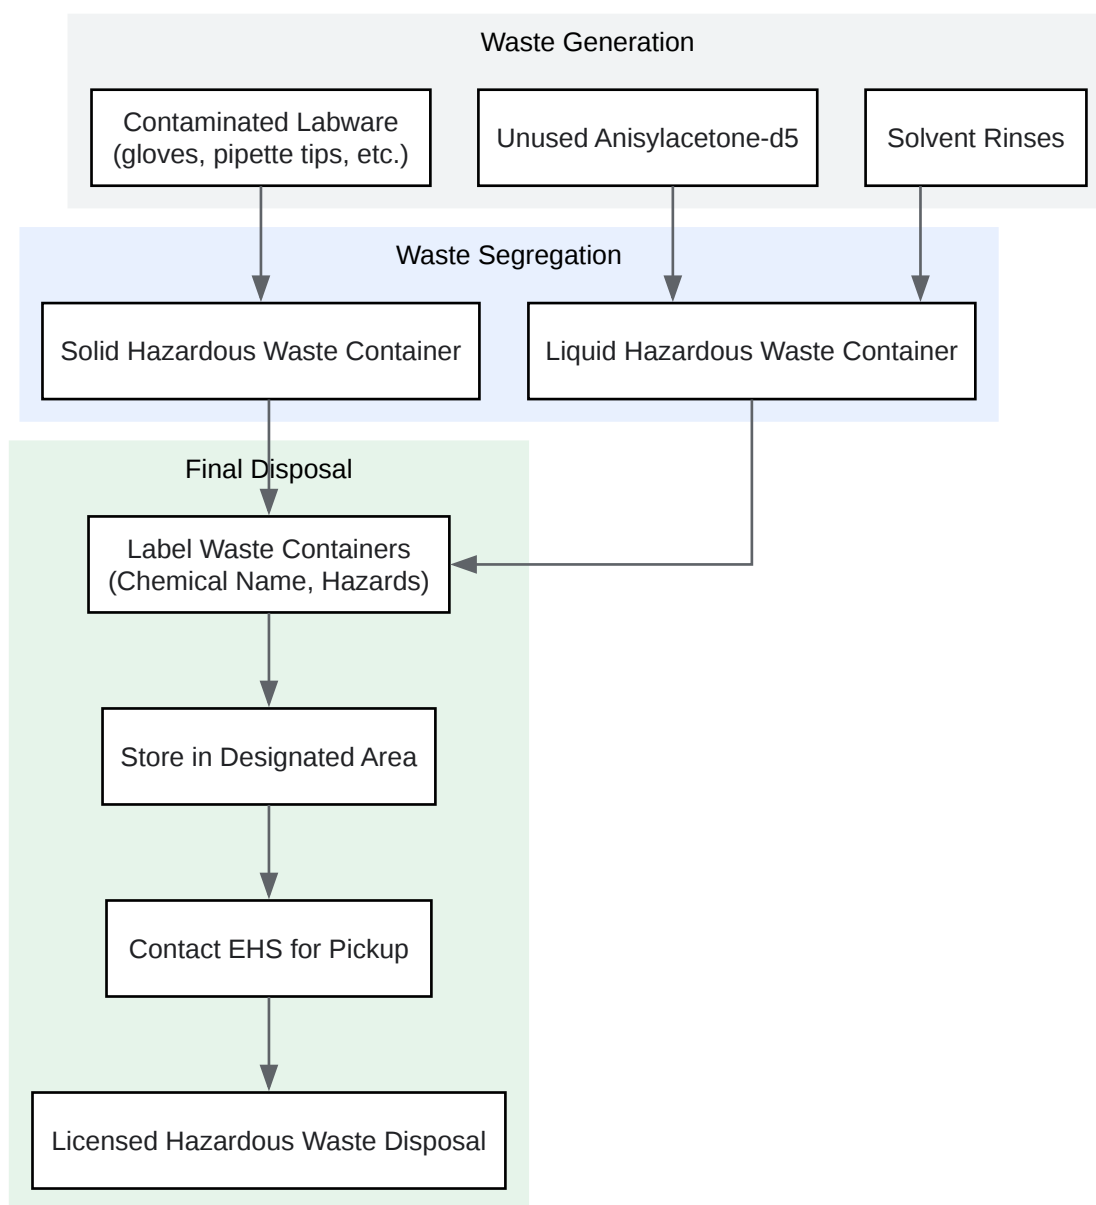 Waste Generation
Contaminated Labware
(gloves, pipette tips, etc.)
Unused Anisylacetone-d5
Solvent Rinses
Waste Segregation
Solid Hazardous Waste Container
Liquid Hazardous Waste Container
Final Disposal
Label Waste Containers
(Chemical Name, Hazards)
Store in Designated Area
Contact EHS for Pickup
Licensed Hazardous Waste Disposal